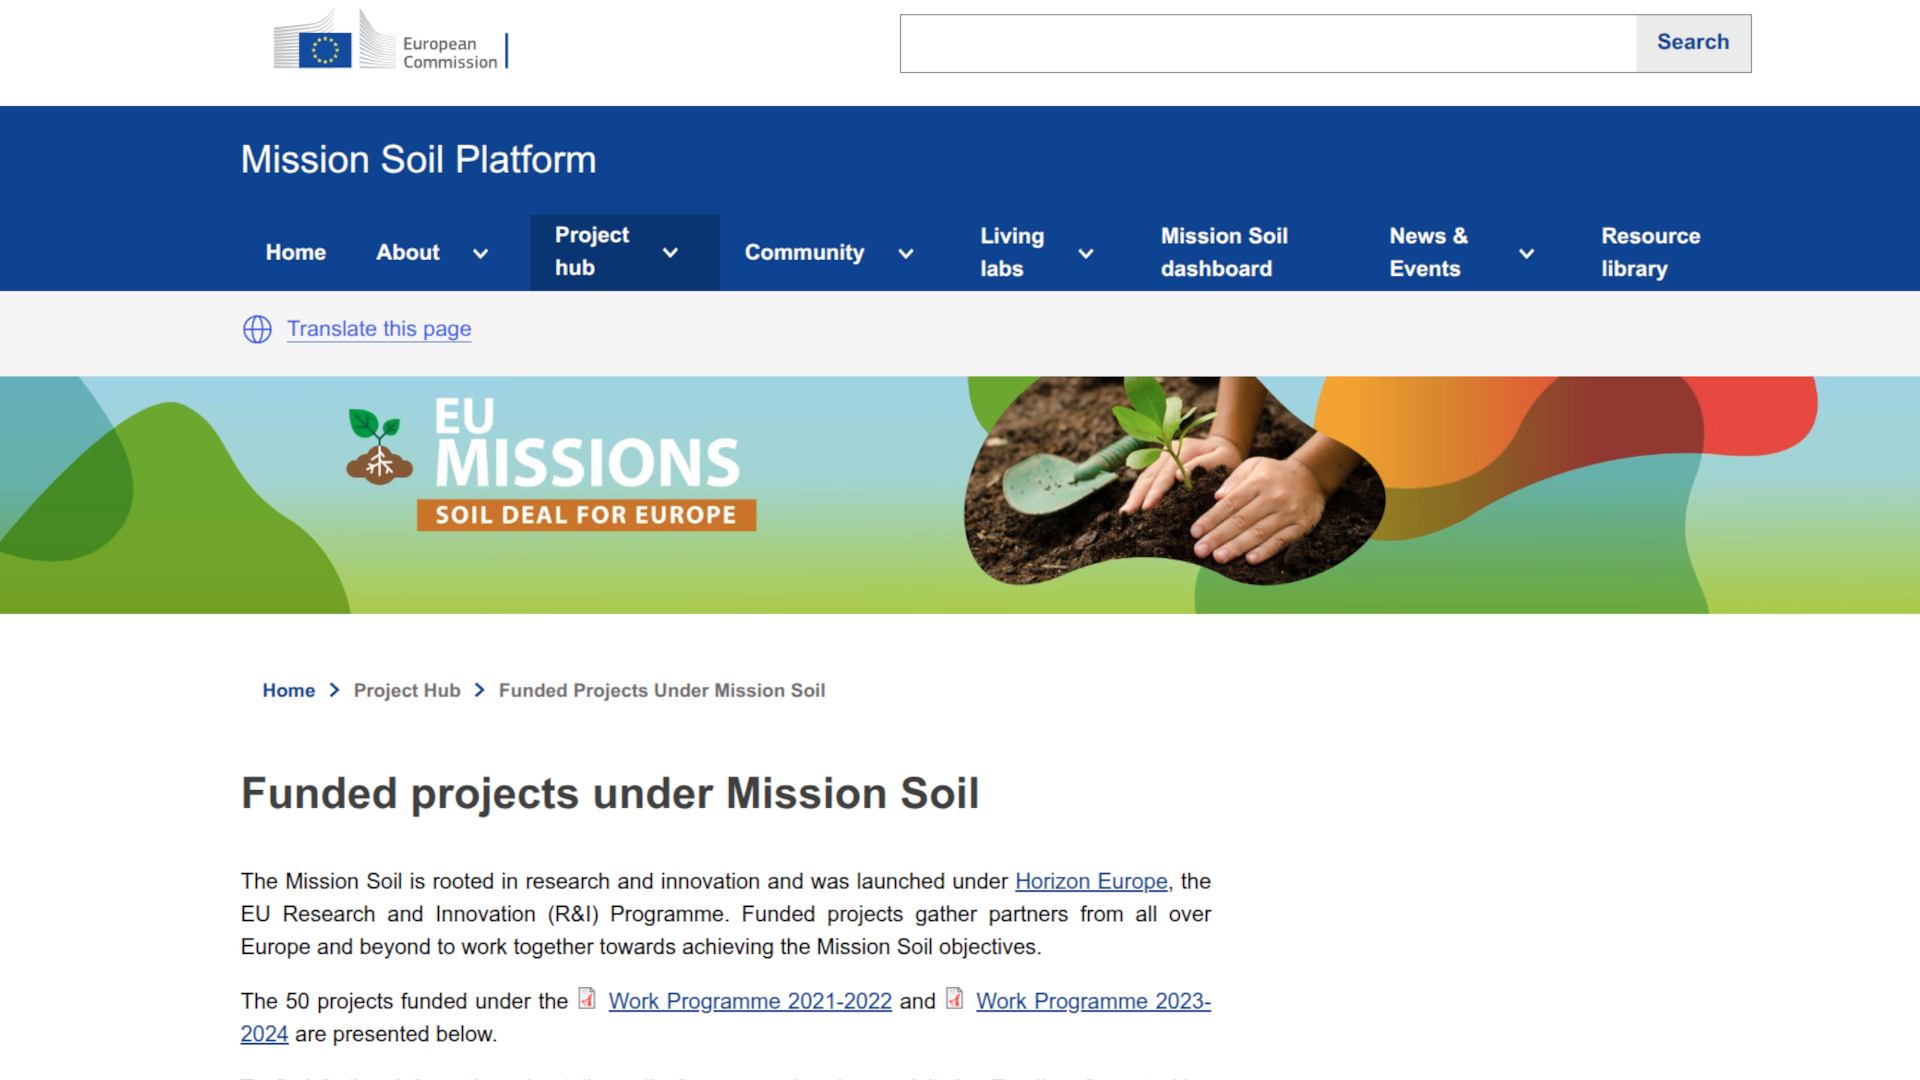 European
Commission
Search
Mission Soil Platform
Home
About
Project
hub
Community
Living
labs
Mission Soil
dashboard
News &
Events
Resource
library
Translate this page
EU
MISSIONS
SOIL DEAL FOR EUROPE
Home > Project Hub > Funded Projects Under Mission Soil
Funded projects under Mission Soil
The Mission Soil is rooted in research and innovation and was launched under Horizon Europe, the
EU Research and Innovation (R&I) Programme. Funded projects gather partners from all over
Europe and beyond to work together towards achieving the Mission Soil objectives.
The 50 projects funded under the Work Programme 2021-2022 and Work Programme 2023-
2024 are presented below.